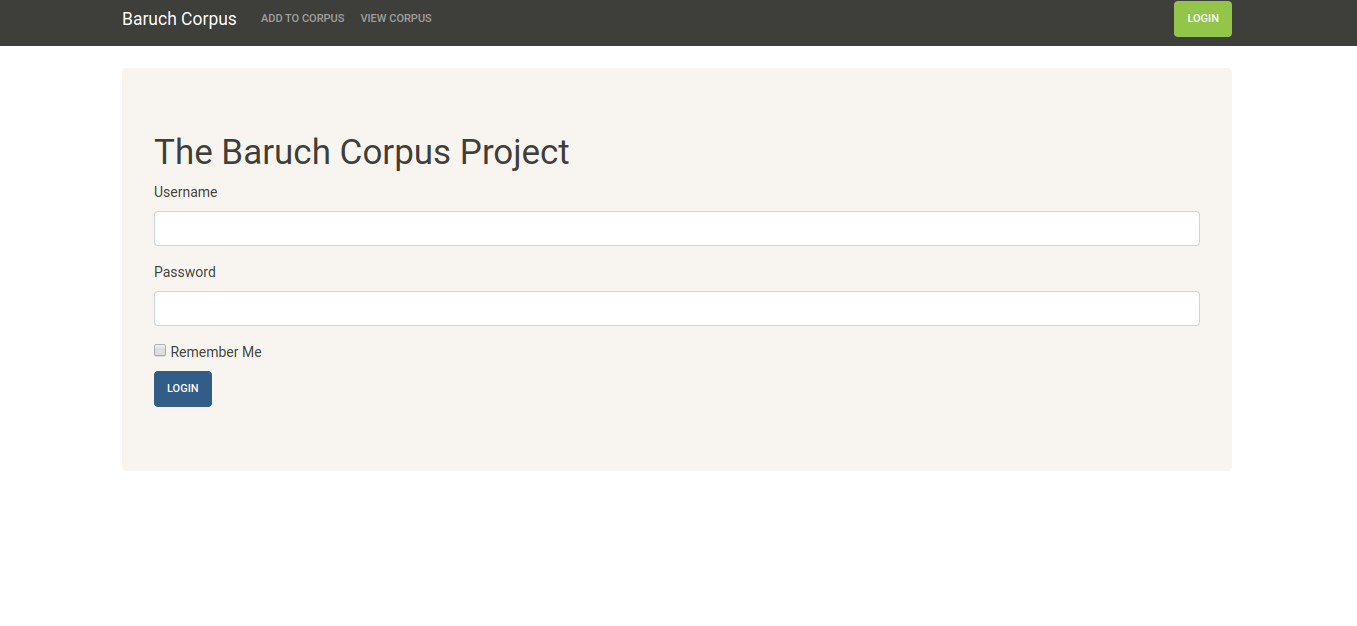 Baruch Corpus ADD TO CORPUS VIEW CORPUS LOGIN
The Baruch Corpus Project
Username
Password
Remember Me
LOGIN